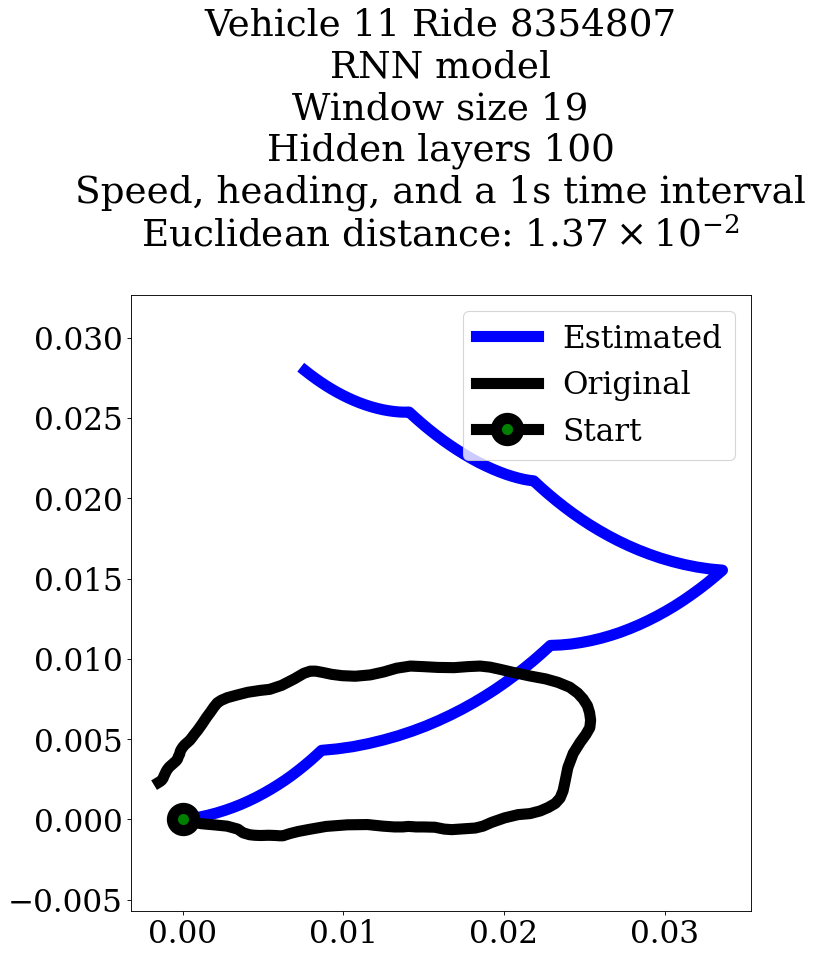 Vehicle 11 Ride 8354807
RNN model
Window size 19
Hidden layers 100
Speed, heading, and a 1s time interval
Euclidean distance: 1.37 × 10⁻²
Estimated
Original
Start
0.030
0.025
0.020
0.015
0.010
0.005
0.000
−0.005
0.00 0.01 0.02 0.03